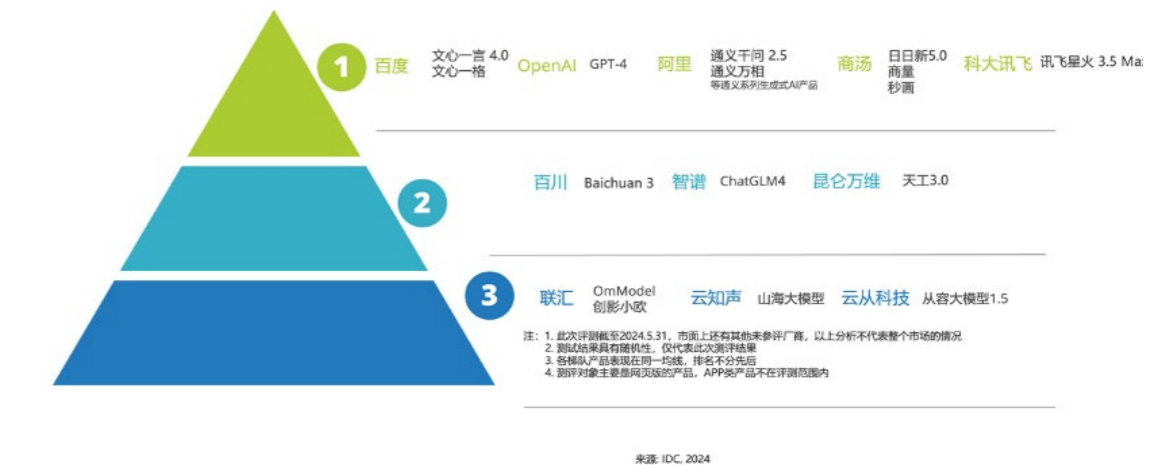 1
百度 文心一言 4.0
文心一格
OpenAI GPT-4
阿里 通义千问 2.5
通义万相
等通义系列生成式AI产品
商汤 日日新5.0
商量
秒画
科大讯飞 讯飞星火 3.5 Ma
2
百川 Baichuan 3 智谱 ChatGLM4 昆仑万维 天工3.0
3
联汇 OmModel
创影小欧
云知声 山海大模型 云从科技 从容大模型1.5
注： 1. 此次评测截至2024.5.31，市面上还有其他未参评厂商，以上分析不代表整个市场的情况
2. 测试结果具有随机性，仅代表此次测评结果
3. 各梯队产品表现在同一均线，排名不分先后
4. 测评对象主要是网页版的产品，APP类产品不在评测范围内
来源: IDC, 2024